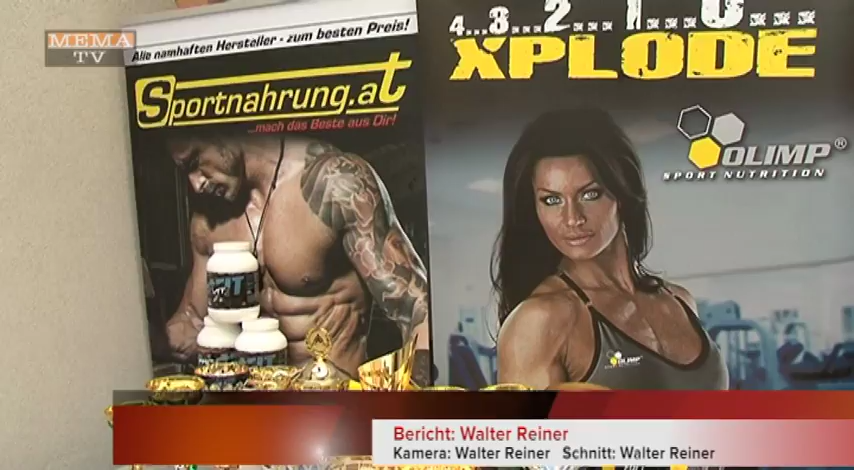 MEMA
TV
Alle namhaften Hersteller - zum besten Preis!
Sportnahrung.at
...mach das Beste aus Dir!
4...3...2...1...0...
XPLODE
OLIMP®
SPORT NUTRITION
OLIMP
Bericht: Walter Reiner
Kamera: Walter Reiner Schnitt: Walter Reiner